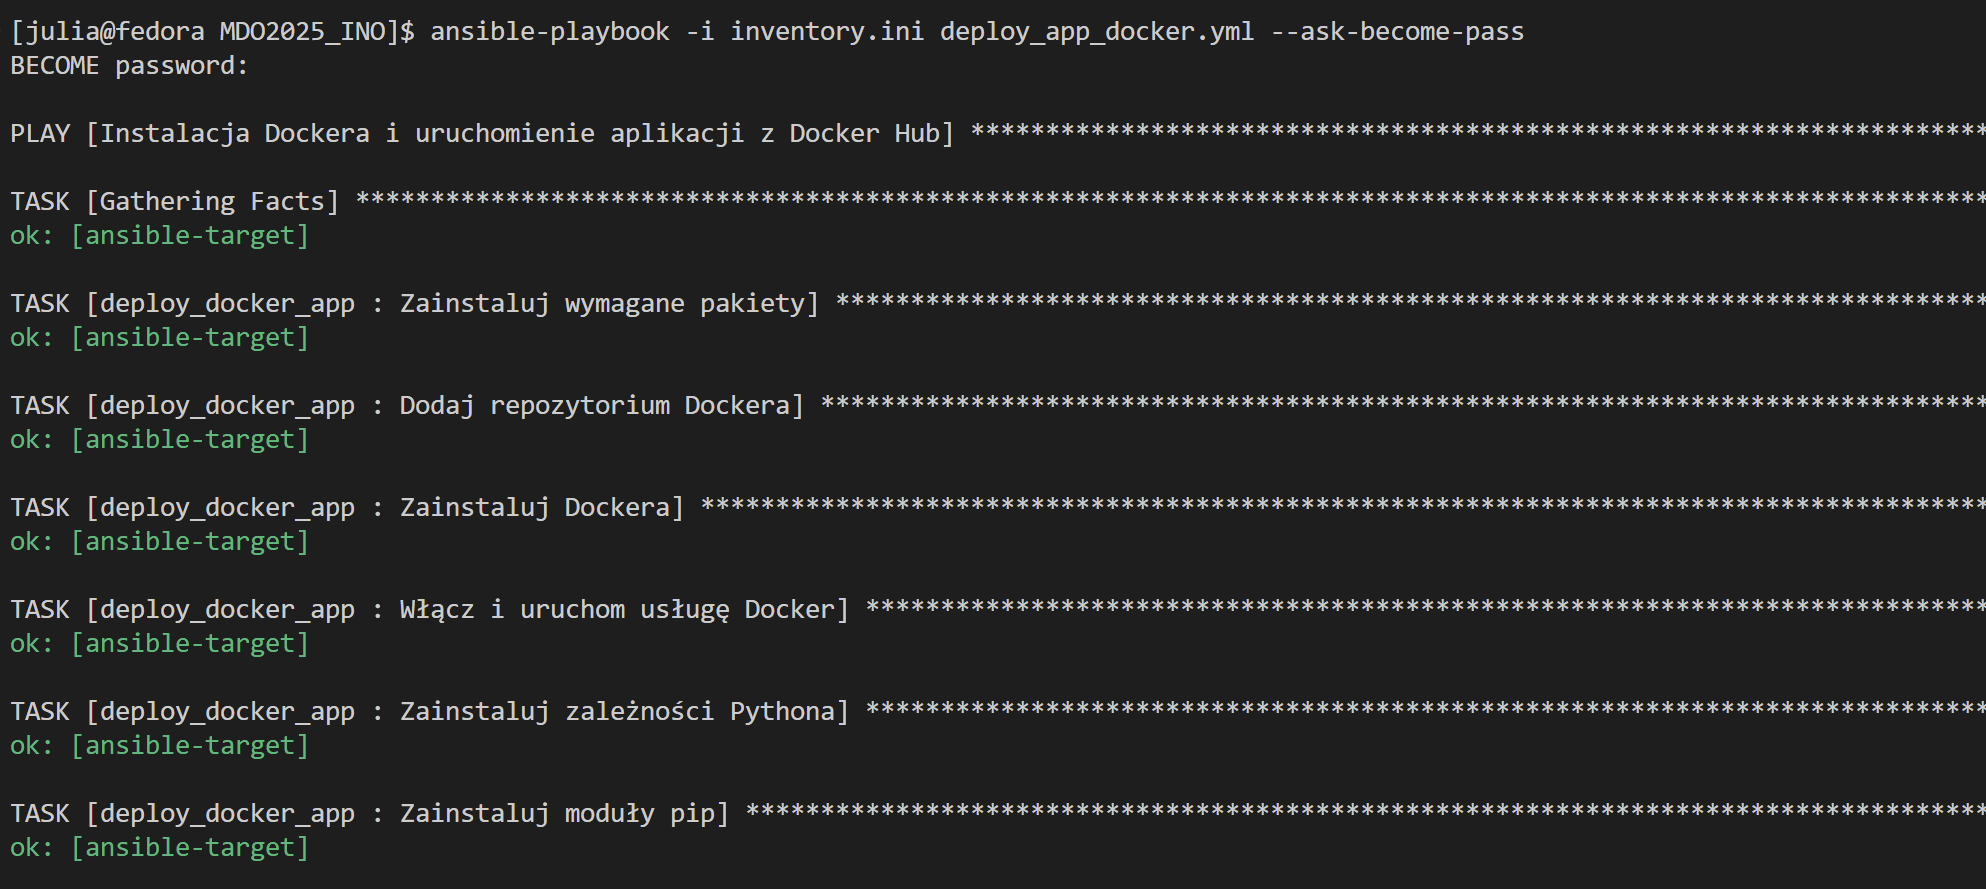 [julia@fedora MDO2025_INO]$ ansible-playbook -i inventory.ini deploy_app_docker.yml --ask-become-pass
BECOME password:
PLAY [Instalacja Dockera i uruchomienie aplikacji z Docker Hub] ********************************************************************
TASK [Gathering Facts] *************************************************************************************************************
ok: [ansible-target]
TASK [deploy_docker_app : Zainstaluj wymagane pakiety] *****************************************************************************
ok: [ansible-target]
TASK [deploy_docker_app : Dodaj repozytorium Dockera] ******************************************************************************
ok: [ansible-target]
TASK [deploy_docker_app : Zainstaluj Dockera] **************************************************************************************
ok: [ansible-target]
TASK [deploy_docker_app : Włącz i uruchom usługę Docker] ***************************************************************************
ok: [ansible-target]
TASK [deploy_docker_app : Zainstaluj zależności Pythona] ***************************************************************************
ok: [ansible-target]
TASK [deploy_docker_app : Zainstaluj moduły pip] ***********************************************************************************
ok: [ansible-target]